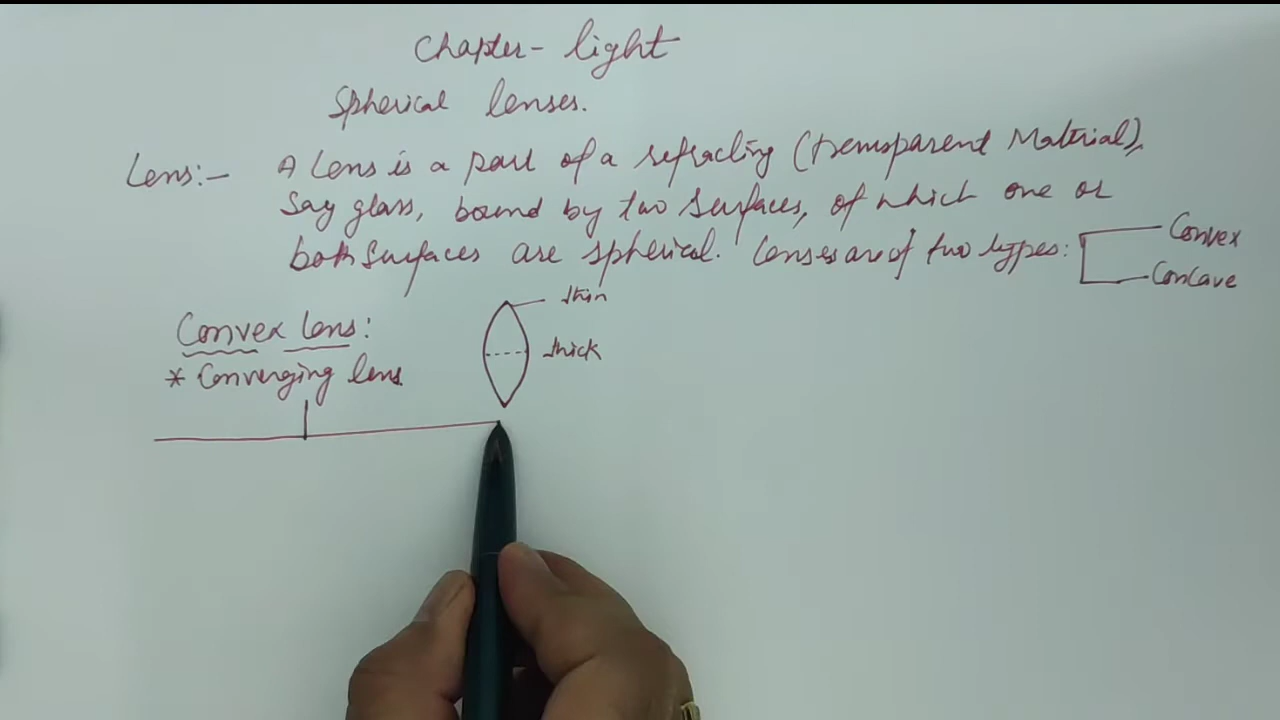 Chapter - light
Spherical lenses.
Lens:- A Lens is a part of a refracting (transparent Material),
Say glass, bound by two surfaces, of which one or
both surfaces are spherical. Lenses are of two types:
Convex
Concave
Convex lens:
thin
thick
* Converging lens